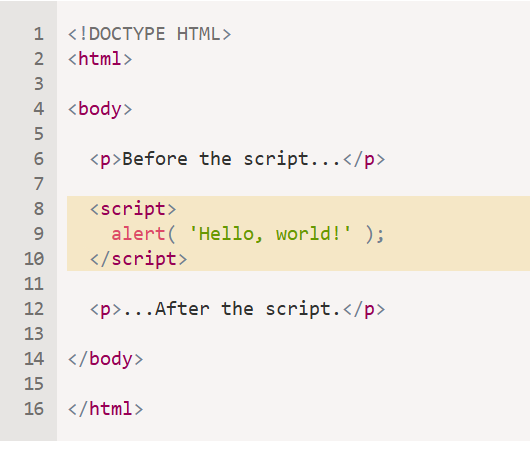 1 <!DOCTYPE HTML>
2 <html>
3
4 <body>
5
6 <p>Before the script...</p>
7
8 <script>
9 alert( 'Hello, world!' );
10 </script>
11
12 <p>...After the script.</p>
13
14 </body>
15
16 </html>